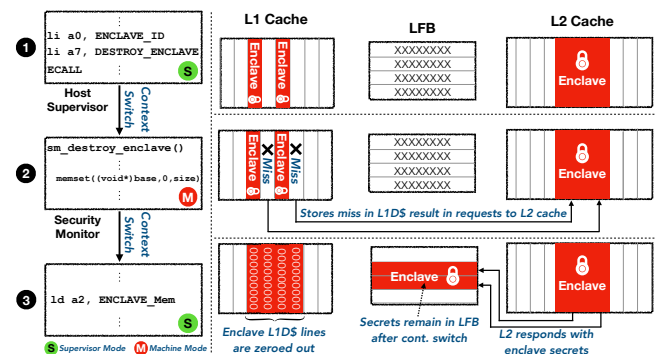 L1 Cache
LFB
L2 Cache
1
li a0, ENCLAVE_ID
li a7, DESTROY_ENCLAVE
ECALL
S
Enclave
Enclave
XXXXXXXX
XXXXXXXX
XXXXXXXX
XXXXXXXX
Enclave
Host
Supervisor
Context
Switch
2
sm_destroy_enclave()
memset((void*)base,0,size)
M
Enclave
Miss
Enclave
Miss
XXXXXXXX
XXXXXXXX
XXXXXXXX
XXXXXXXX
Enclave
Stores miss in L1D$ result in requests to L2 cache
Security
Monitor
Context
Switch
3
ld a2, ENCLAVE_Mem
S
00000000
00000000
00000000
00000000
Enclave
Enclave
Enclave L1D$ lines
are zeroed out
Secrets remain in LFB
after cont. switch
L2 responds with
enclave secrets
S Supervisor Mode
M Machine Mode